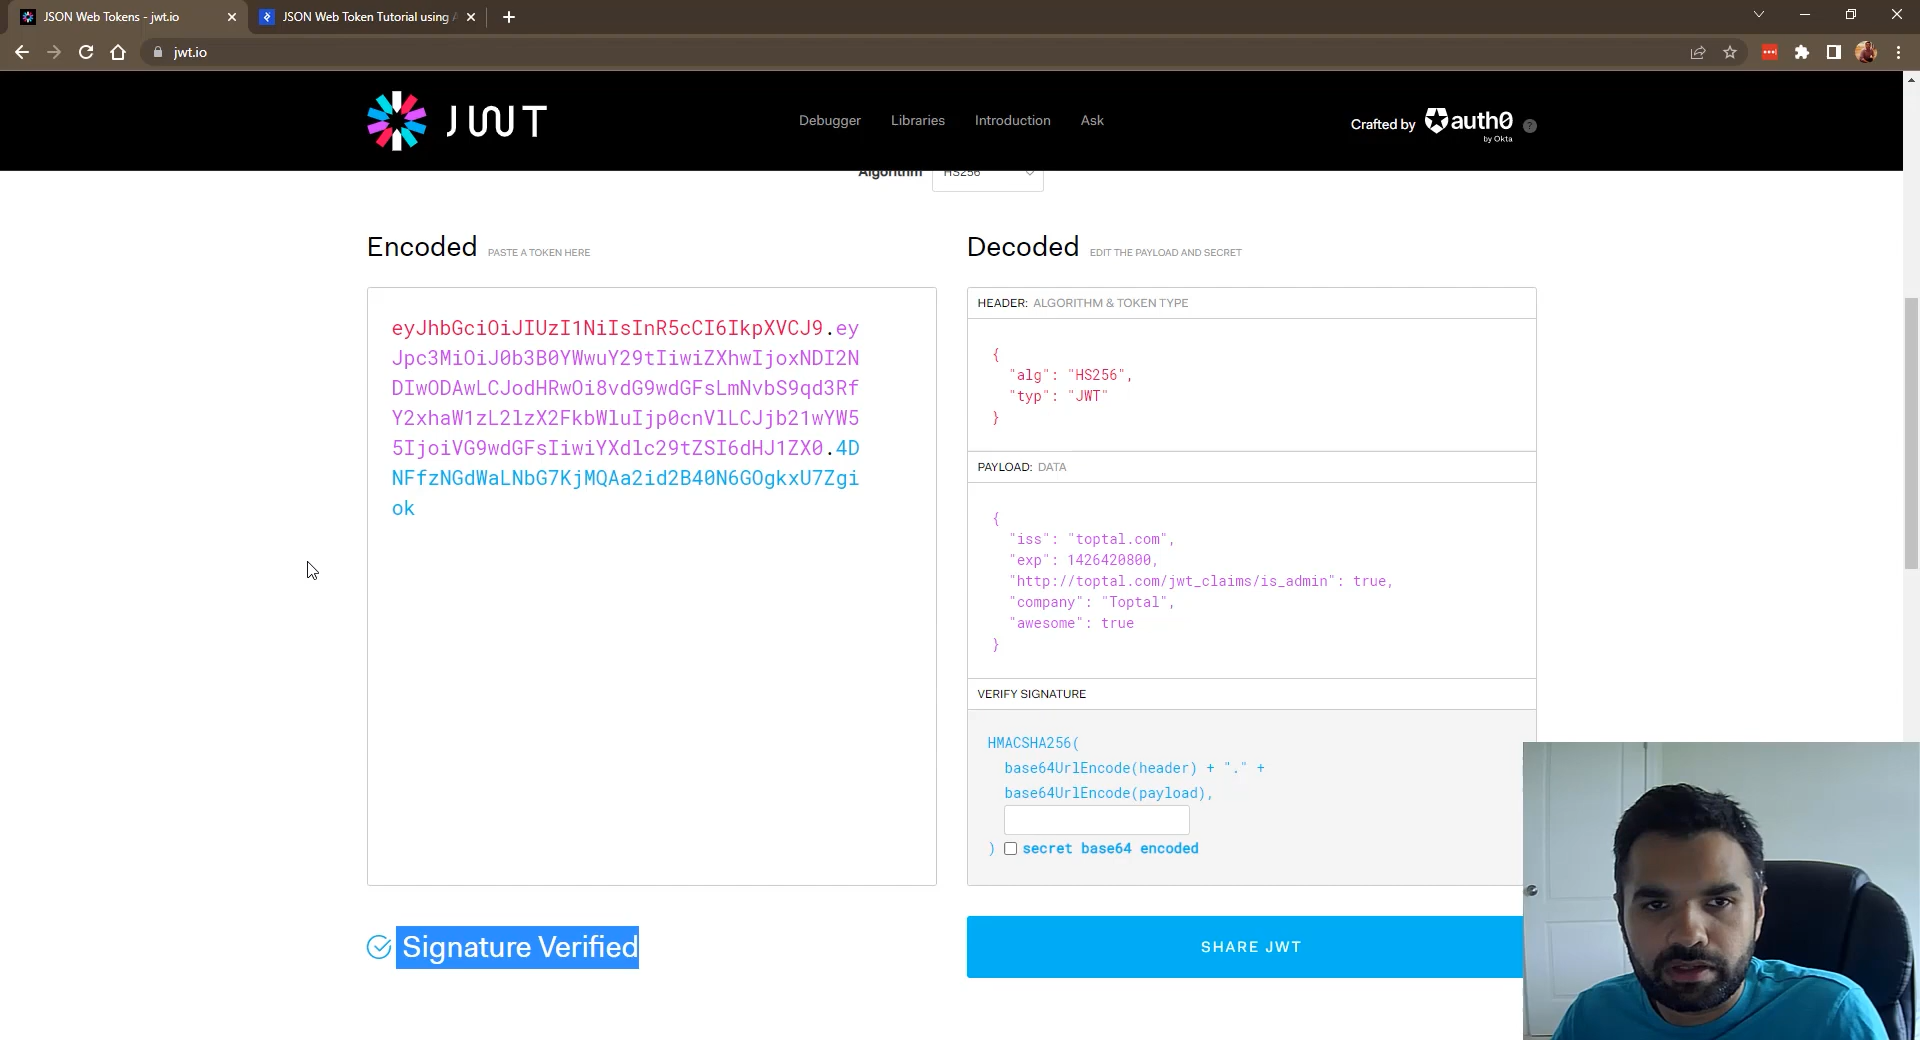 JSON Web Tokens - jwt.io
JSON Web Token Tutorial using
jwt.io
JWT
Debugger
Libraries
Introduction
Ask
Crafted by auth0
by Okta
?
Algorithm HS256
Encoded PASTE A TOKEN HERE
eyJhbGciOiJIUzI1NiIsInR5cCI6IkpXVCJ9.ey
Jpc3MiOiJ0b3B0YWwuY29tIiwiZXhwIjoxNDI2N
DIwODAwLCJodHRwOi8vdG9wdGFsLmNvbS9qd3Rf
Y2xhaW1zL2lzX2FkbWluIjp0cnVlLCJjb21wYW5
5IjoiVG9wdGFsIiwiYXdlc29tZSI6dHJ1ZX0.4D
NFfzNGdWaLNbG7KjMQAa2id2B40N6GOgkxU7Zgi
ok
Signature Verified
Decoded EDIT THE PAYLOAD AND SECRET
HEADER: ALGORITHM & TOKEN TYPE
{
"alg": "HS256",
"typ": "JWT"
}
PAYLOAD: DATA
{
"iss": "toptal.com",
"exp": 1426420800,
"http://toptal.com/jwt_claims/is_admin": true,
"company": "Toptal",
"awesome": true
}
VERIFY SIGNATURE
HMACSHA256(
base64UrlEncode(header) + "." +
base64UrlEncode(payload),
) secret base64 encoded
SHARE JWT